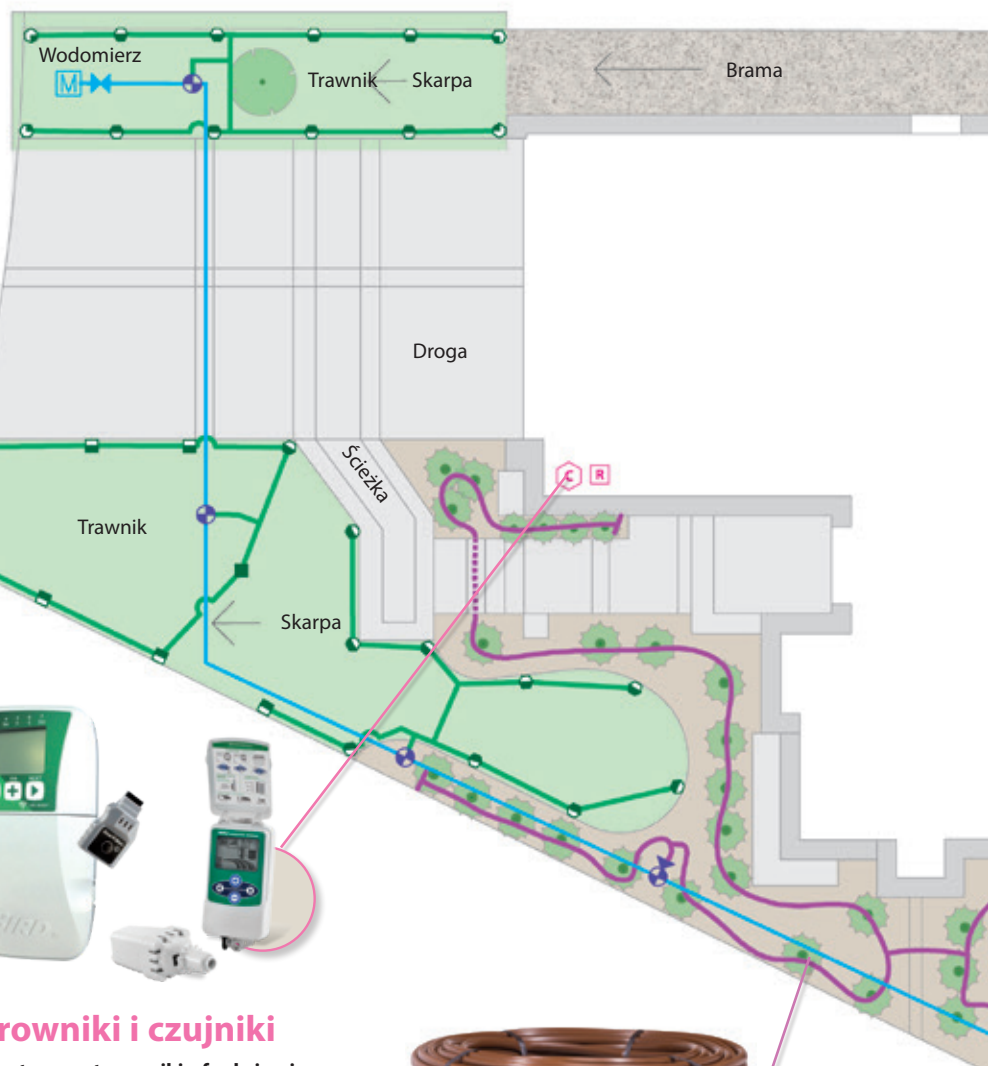 Wodomierz
M
Trawnik
Skarpa
Brama
Droga
Ścieżka
C
R
Trawnik
Skarpa
rowniki i czujniki